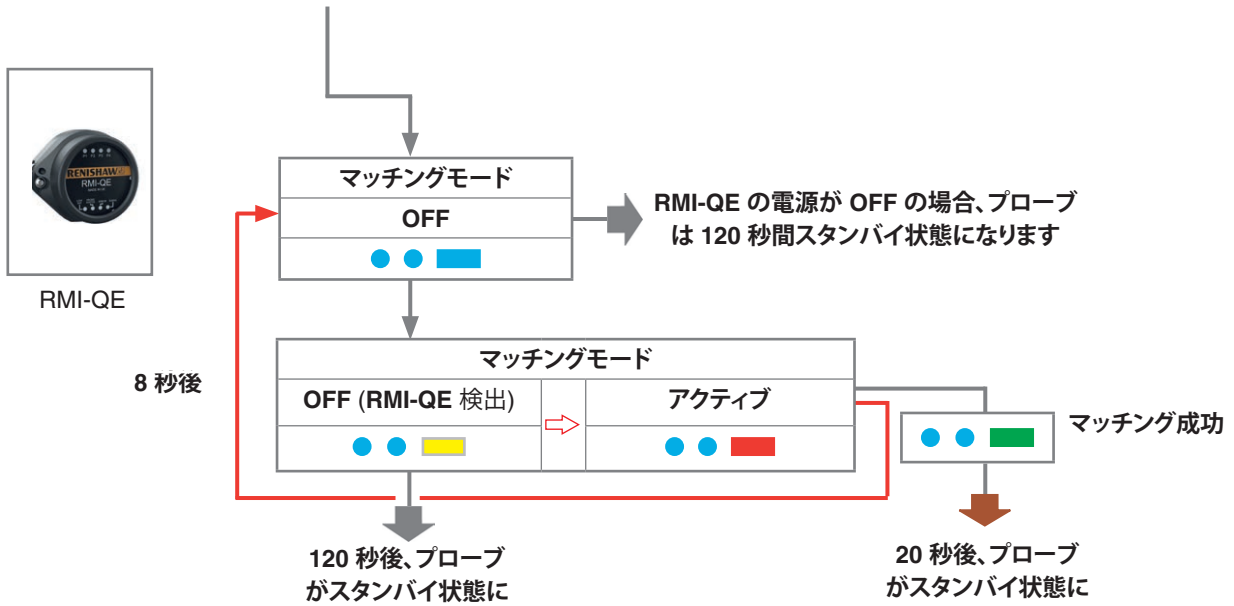 RENISHAW
RMI-QE
RMI-QE
マッチングモード
OFF
RMI-QE の電源が OFF の場合、プローブ
は 120 秒間スタンバイ状態になります
8 秒後
マッチングモード
OFF (RMI-QE 検出)
アクティブ
マッチング成功
120 秒後、プローブ
がスタンバイ状態に
20 秒後、プローブ
がスタンバイ状態に